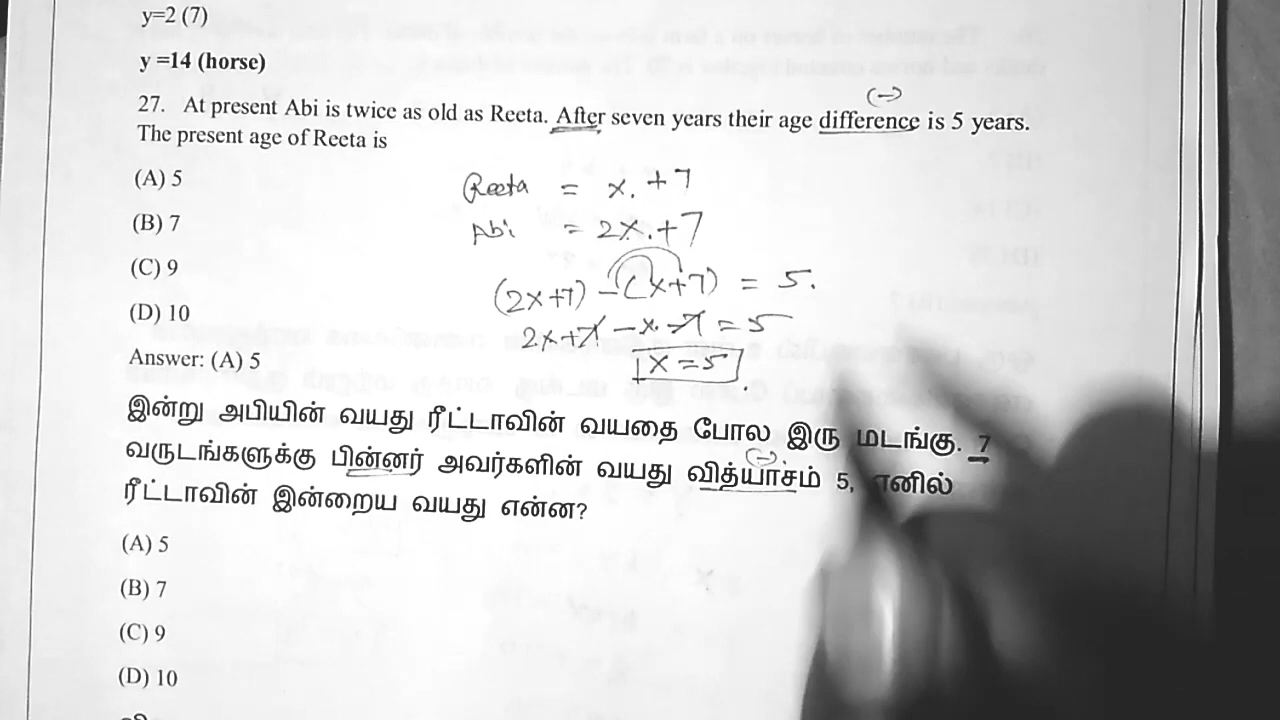 y=2 (7)
y =14 (horse)
(-)
27. At present Abi is twice as old as Reeta. After seven years their age difference is 5 years.
The present age of Reeta is
(A) 5
Reeta = x + 7
(B) 7
Abi = 2x + 7
(C) 9
(2x+7) - (x+7) = 5.
(D) 10
2x+7 - x - 7 = 5
Answer: (A) 5
x = 5
இன்று அபியின் வயது ரீட்டாவின் வயதை போல இரு மடங்கு. 7
(-)
வருடங்களுக்கு பின்னர் அவர்களின் வயது வித்யாசம் 5, எனில்
ரீட்டாவின் இன்றைய வயது என்ன?
(A) 5
(B) 7
(C) 9
(D) 10